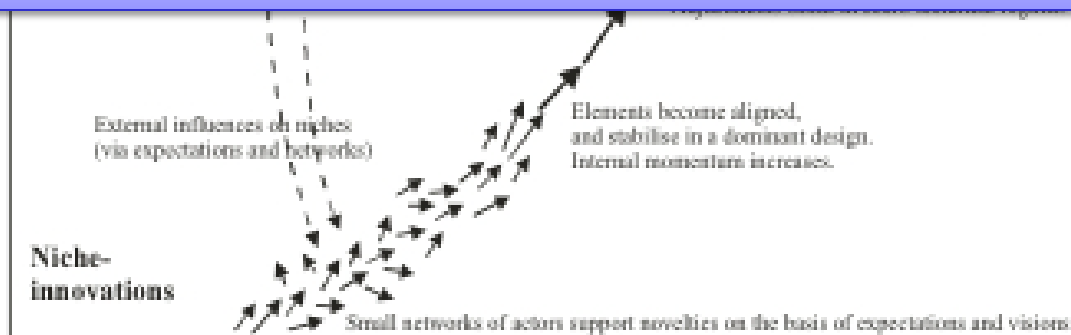 External influences on niches
(via expectations and networks)
Elements become aligned,
and stabilise in a dominant design.
Internal momentum increases.
Niche-
innovations
Small networks of actors support novelties on the basis of expectations and visions